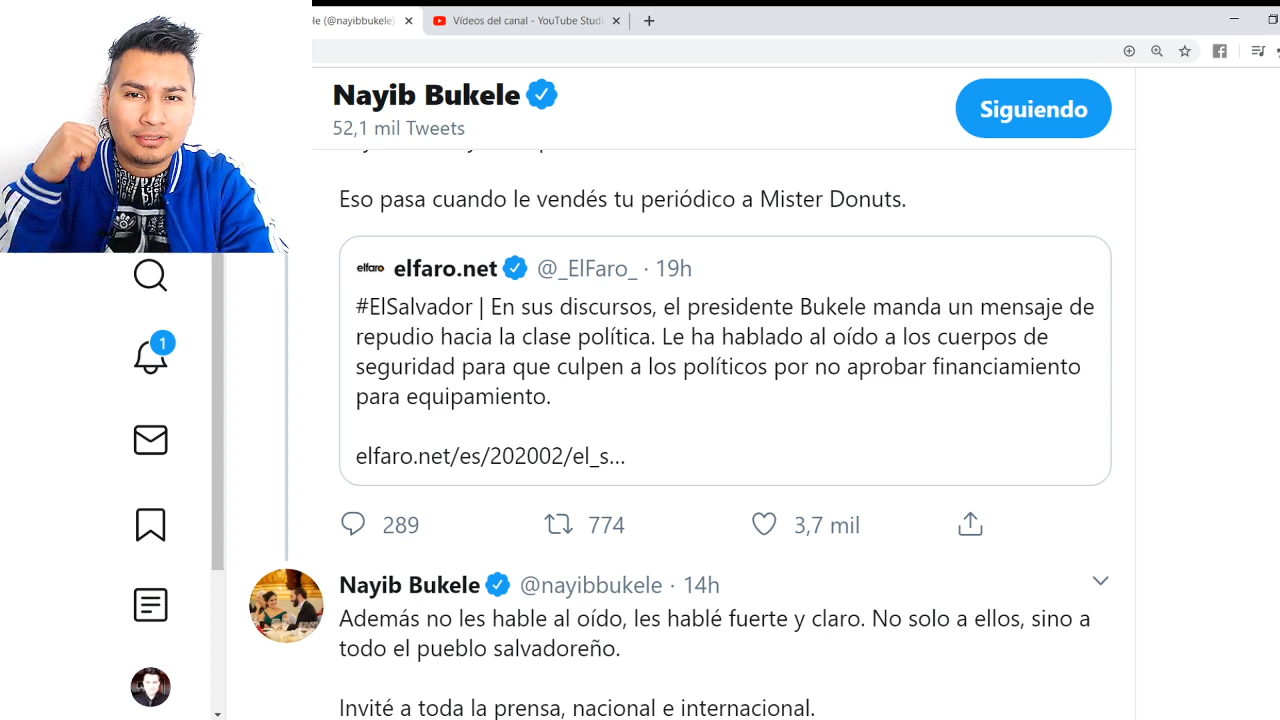 ele (@nayibbukele)
Vídeos del canal - YouTube Studi
Nayib Bukele
52,1 mil Tweets
Siguiendo
Eso pasa cuando le vendés tu periódico a Mister Donuts.
elfaro elfaro.net @_ElFaro_ · 19h
#ElSalvador | En sus discursos, el presidente Bukele manda un mensaje de
repudio hacia la clase política. Le ha hablado al oído a los cuerpos de
seguridad para que culpen a los políticos por no aprobar financiamiento
para equipamiento.
elfaro.net/es/202002/el_s...
289 774 3,7 mil
1
Nayib Bukele @nayibbukele · 14h
Además no les hable al oído, les hablé fuerte y claro. No solo a ellos, sino a
todo el pueblo salvadoreño.
Invité a toda la prensa, nacional e internacional.